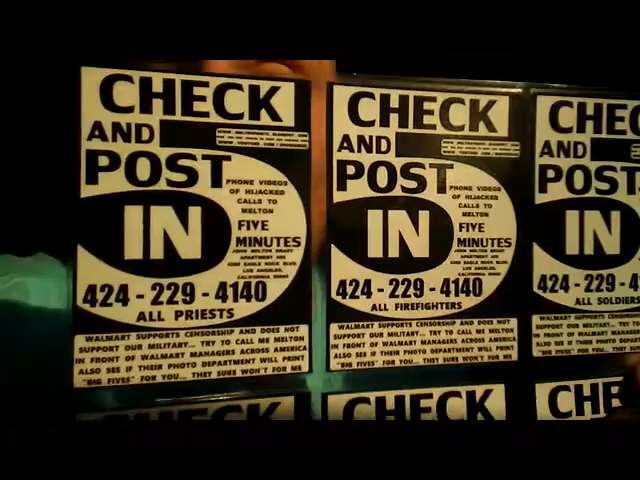 CHECK
AND
POST
IN
PHONE VIDEOS
OF HIJACKED
CALLS TO
MELTON
FIVE
MINUTES
APARTMENT
LOS ANGELES,
424 - 229 - 4140
ALL PRIESTS
WALMART SUPPORTS CENSORSHIP AND DOES NOT
SUPPORT OUR MILITARY... TRY TO CALL ME MELTON
IN FRONT OF WALMART MANAGERS ACROSS AMERICA
ALSO SEE IF THEIR PHOTO DEPARTMENT WILL PRINT
"BIG FIVES" FOR YOU... THEY SURE WON'T FOR ME
CHECK
AND
POST
IN
PHONE VIDEOS
OF HIJACKED
CALLS TO
MELTON
FIVE
MINUTES
LOS ANGELES,
424 - 229 - 4140
ALL FIREFIGHTERS
WALMART SUPPORTS CENSORSHIP AND DOES NOT
SUPPORT OUR MILITARY... TRY TO CALL ME MELTON
IN FRONT OF WALMART MANAGERS ACROSS AMERICA
ALSO SEE IF THEIR PHOTO DEPARTMENT WILL PRINT
"BIG FIVES" FOR YOU... THEY SURE WON'T FOR ME
CHEC
AND
POST
IN
424 - 229 - 4
ALL SOLDIERS
CHECK
CHECK
CHE